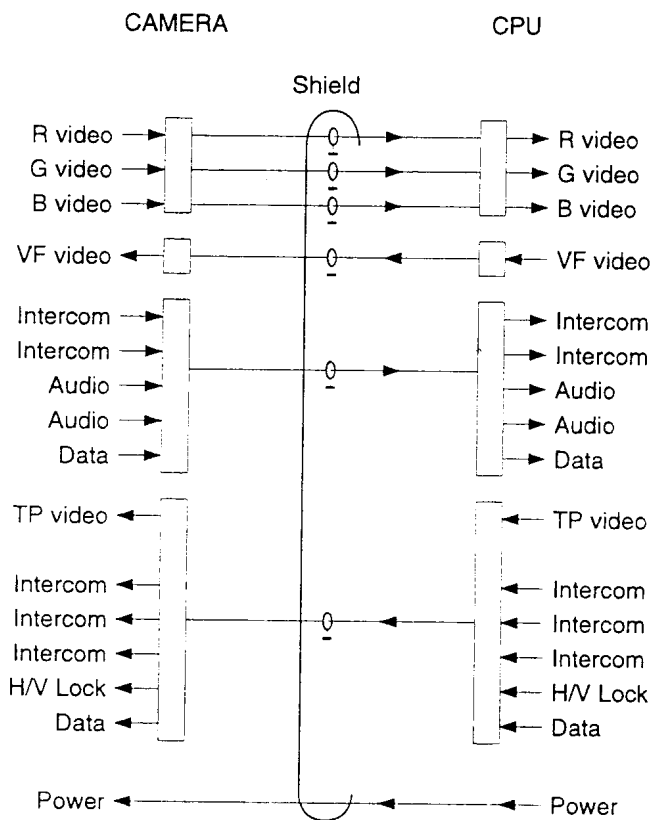 CAMERA CPU
Shield
R video R video
G video G video
B video B video
VF video VF video
Intercom Intercom
Intercom Intercom
Audio Audio
Audio Audio
Data Data
TP video TP video
Intercom Intercom
Intercom Intercom
Intercom Intercom
H/V Lock H/V Lock
Data Data
Power Power